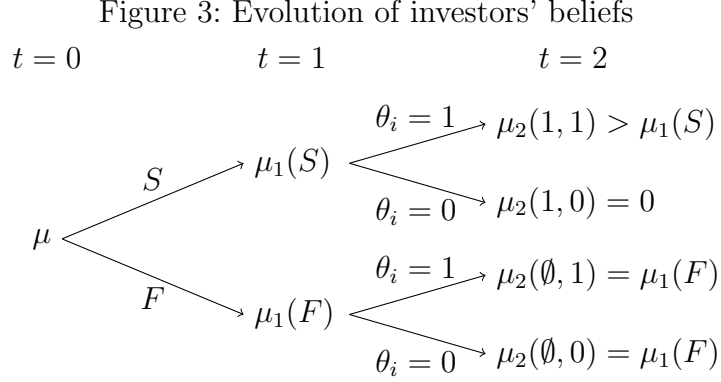 Figure 3: Evolution of investors' beliefs
t = 0 t = 1 t = 2
θ_i = 1 μ_2(1, 1) > μ_1(S)
S μ_1(S)
θ_i = 0 μ_2(1, 0) = 0
μ
θ_i = 1 μ_2(∅, 1) = μ_1(F)
F μ_1(F)
θ_i = 0 μ_2(∅, 0) = μ_1(F)